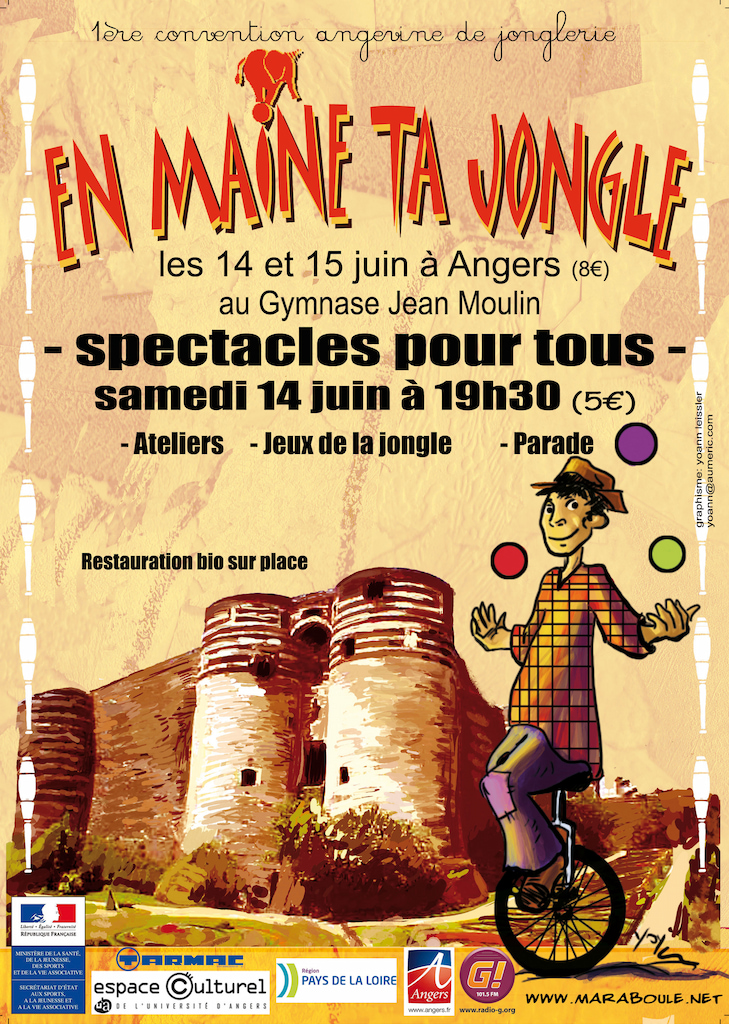 1ère convention angevine de jonglerie
EN MAINE TA JONGLE
les 14 et 15 juin à Angers (8€)
au Gymnase Jean Moulin
- spectacles pour tous -
samedi 14 juin à 19h30 (5€)
- Ateliers - Jeux de la jongle - Parade
graphisme: yoann leissler
yoann@aumeric.com
Restauration bio sur place
Liberté • Égalité • Fraternité
RÉPUBLIQUE FRANÇAISE
MINISTÈRE DE LA SANTÉ,
DE LA JEUNESSE,
DES SPORTS
ET DE LA VIE ASSOCIATIVE
SECRÉTARIAT D'ÉTAT
AUX SPORTS,
A LA JEUNESSE ET
A LA VIE ASSOCIATIVE
TARMAC
espace Culturel
ua DE L'UNIVERSITÉ D'ANGERS
Région
PAYS DE LA LOIRE
Angers
www.angers.fr
G!
101.5 FM
www.radio-g.org
WWW.MARABOULE.NET